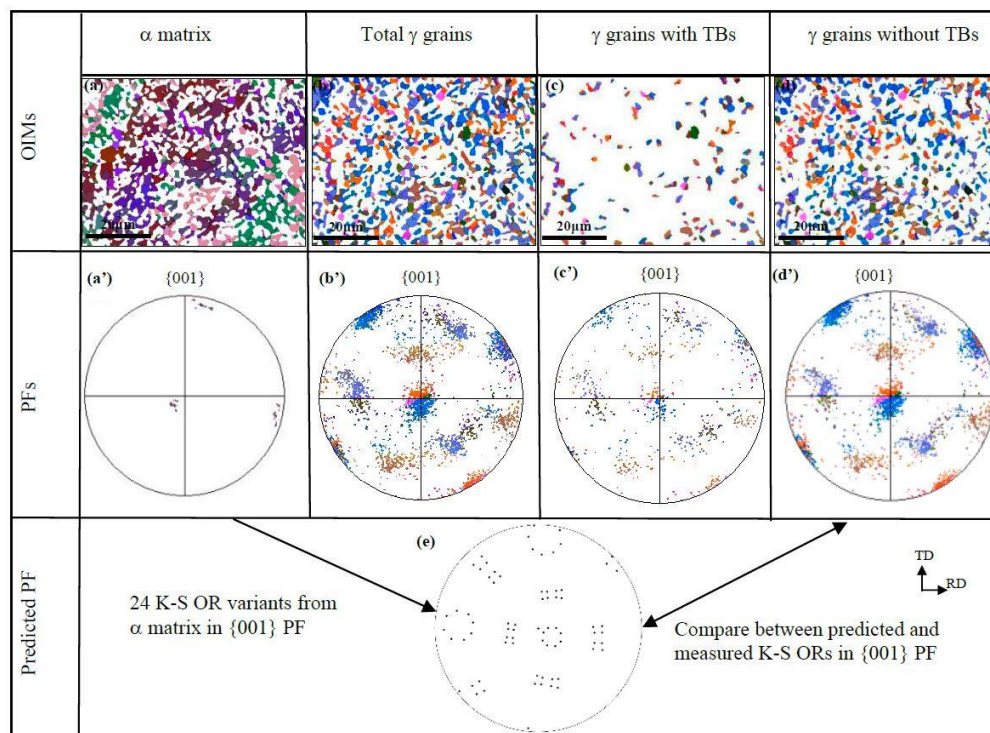 α matrix
Total γ grains
γ grains with TBs
γ grains without TBs
OIMs
(a)
(b)
(c)
(d)
20μm
20μm
20μm
20μm
PFs
(a’)
{001}
(b’)
{001}
(c’)
{001}
(d’)
{001}
Predicted PF
(e)
24 K-S OR variants from
α matrix in {001} PF
Compare between predicted and
measured K-S ORs in {001} PF
TD
RD